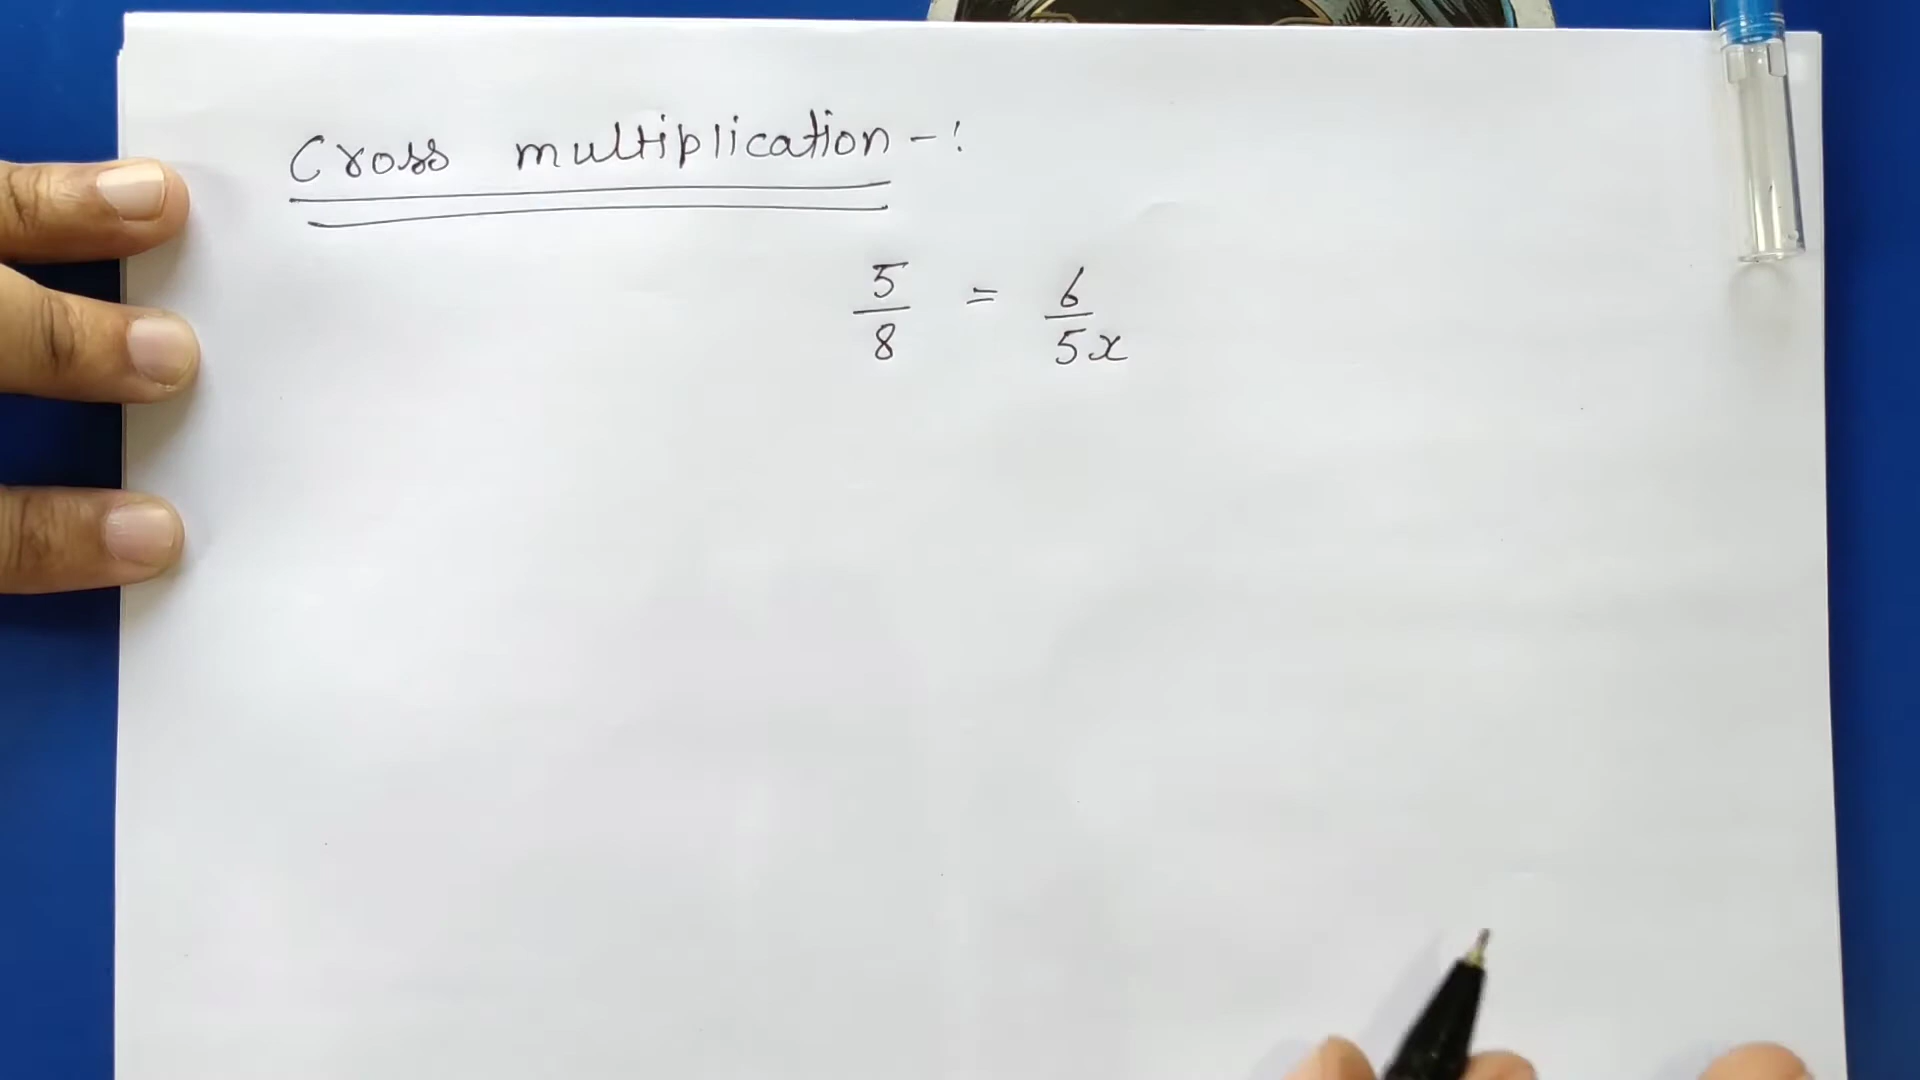 Cross multiplication -:
5/8 = 6/5x